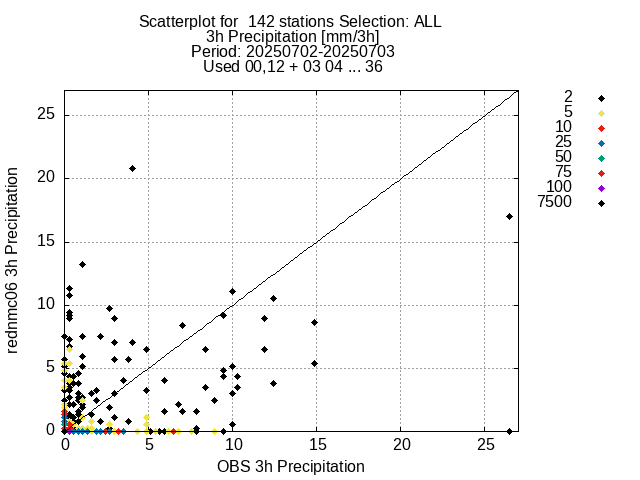 Scatterplot for 142 stations Selection: ALL
3h Precipitation [mm/3h]
Period: 20250702-20250703
Used 00,12 + 03 04 ... 36
2
5
10
25
50
75
100
7500
25
20
15
10
5
0
rednmc06 3h Precipitation
0 5 10 15 20 25
OBS 3h Precipitation